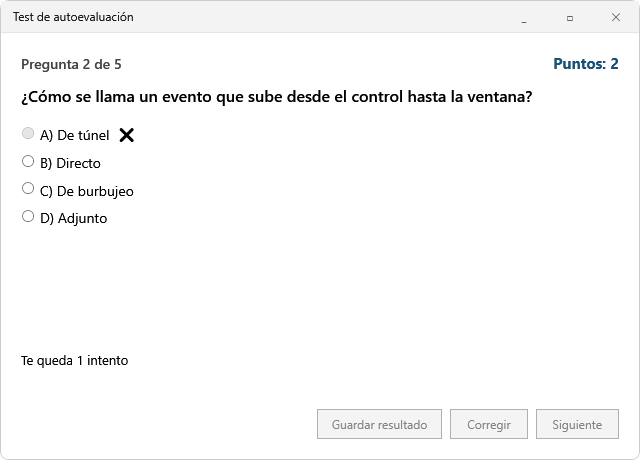 Test de autoevaluación
Pregunta 2 de 5
Puntos: 2
¿Cómo se llama un evento que sube desde el control hasta la ventana?
A) De túnel
B) Directo
C) De burbujeo
D) Adjunto
Te queda 1 intento
Guardar resultado
Corregir
Siguiente